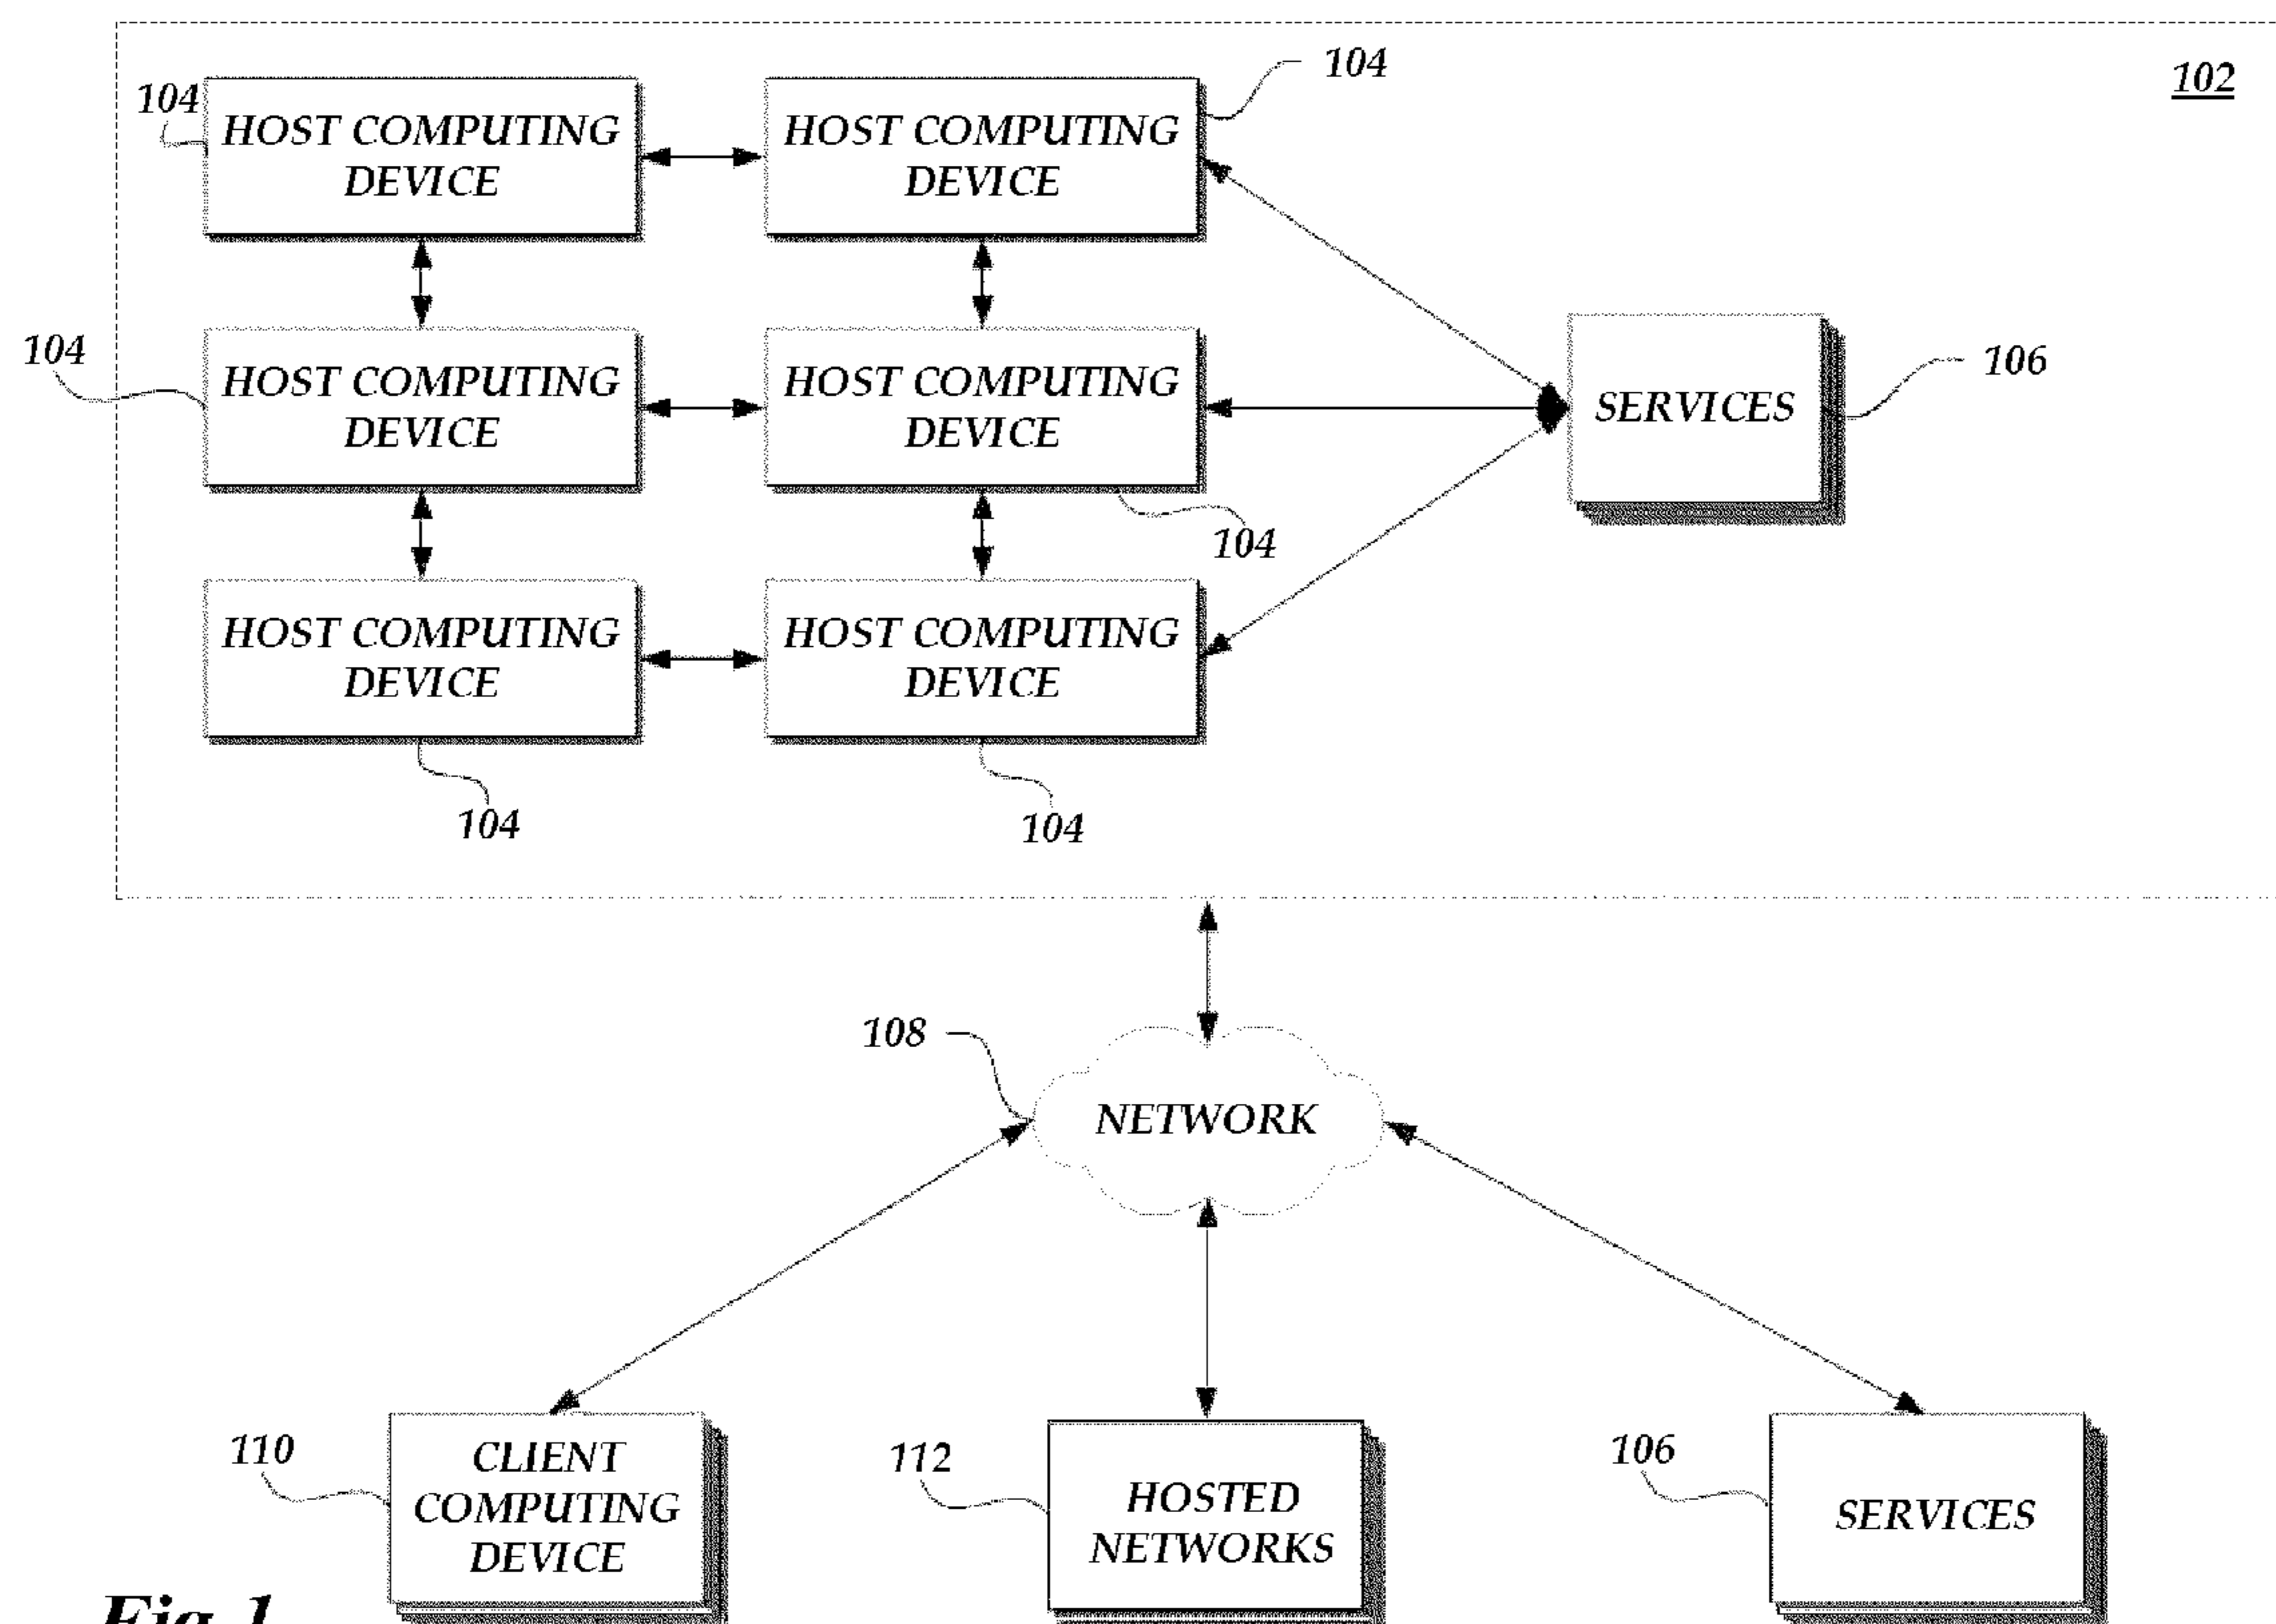 102
104
104
HOST COMPUTING
DEVICE
HOST COMPUTING
DEVICE
104
HOST COMPUTING
DEVICE
HOST COMPUTING
DEVICE
104
SERVICES
106
HOST COMPUTING
DEVICE
HOST COMPUTING
DEVICE
104
104
108
NETWORK
110
CLIENT
COMPUTING
DEVICE
112
HOSTED
NETWORKS
106
SERVICES
Fig.1.